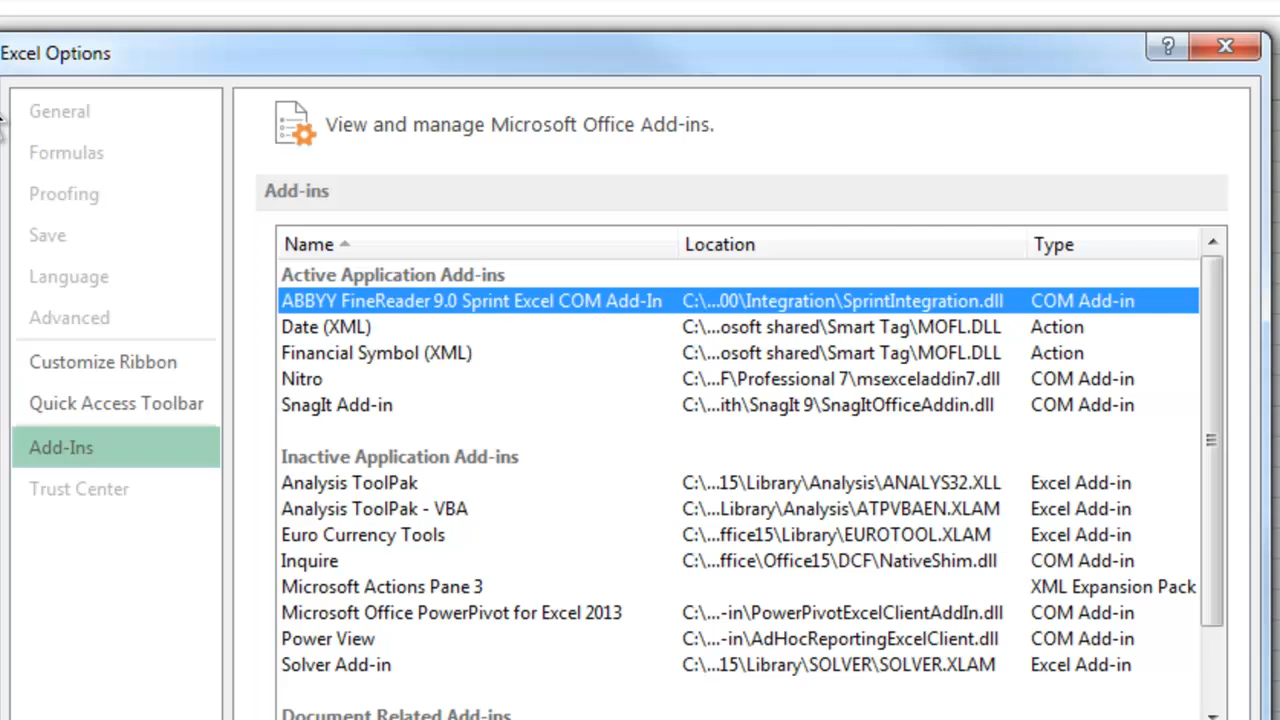 Excel Options
General
Formulas
Proofing
Save
Language
Advanced
Customize Ribbon
Quick Access Toolbar
Add-Ins
Trust Center
View and manage Microsoft Office Add-ins.
Add-ins
Name Location Type
Active Application Add-ins
ABBYY FineReader 9.0 Sprint Excel COM Add-In C:\...00\Integration\SprintIntegration.dll COM Add-in
Date (XML) C:\...osoft shared\Smart Tag\MOFL.DLL Action
Financial Symbol (XML) C:\...osoft shared\Smart Tag\MOFL.DLL Action
Nitro C:\...F\Professional 7\msexceladdin7.dll COM Add-in
SnagIt Add-in C:\...ith\SnagIt 9\SnagItOfficeAddin.dll COM Add-in
Inactive Application Add-ins
Analysis ToolPak C:\...15\Library\Analysis\ANALYS32.XLL Excel Add-in
Analysis ToolPak - VBA C:\...Library\Analysis\ATPVBAEN.XLAM Excel Add-in
Euro Currency Tools C:\...ffice15\Library\EUROTOOL.XLAM Excel Add-in
Inquire C:\...ffice\Office15\DCF\NativeShim.dll COM Add-in
Microsoft Actions Pane 3 XML Expansion Pack
Microsoft Office PowerPivot for Excel 2013 C:\...-in\PowerPivotExcelClientAddIn.dll COM Add-in
Power View C:\...-in\AdHocReportingExcelClient.dll COM Add-in
Solver Add-in C:\...15\Library\SOLVER\SOLVER.XLAM Excel Add-in
Document Related Add-ins